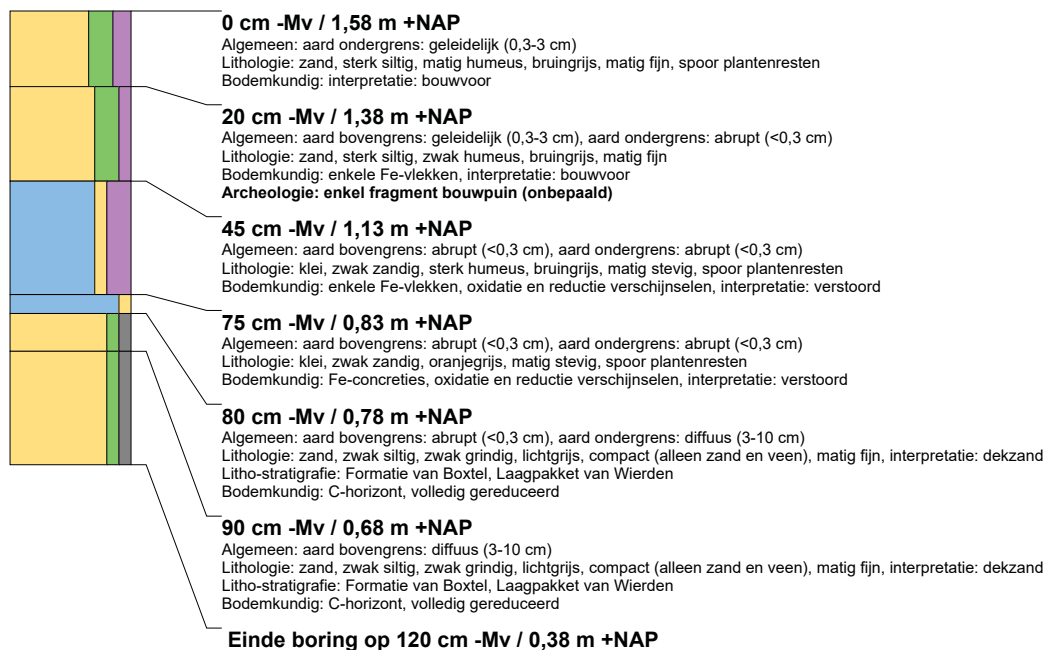 0 cm -Mv / 1,58 m +NAP
Algemeen: aard ondergrens: geleidelijk (0,3-3 cm)
Lithologie: zand, sterk siltig, matig humeus, bruingrijs, matig fijn, spoor plantenresten
Bodemkundig: interpretatie: bouwvoor
20 cm -Mv / 1,38 m +NAP
Algemeen: aard bovengrens: geleidelijk (0,3-3 cm), aard ondergrens: abrupt (<0,3 cm)
Lithologie: zand, sterk siltig, zwak humeus, bruingrijs, matig fijn
Bodemkundig: enkele Fe-vlekken, interpretatie: bouwvoor
Archeologie: enkel fragment bouwpuin (onbepaald)
45 cm -Mv / 1,13 m +NAP
Algemeen: aard bovengrens: abrupt (<0,3 cm), aard ondergrens: abrupt (<0,3 cm)
Lithologie: klei, zwak zandig, sterk humeus, bruingrijs, matig stevig, spoor plantenresten
Bodemkundig: enkele Fe-vlekken, oxidatie en reductie verschijnselen, interpretatie: verstoord
75 cm -Mv / 0,83 m +NAP
Algemeen: aard bovengrens: abrupt (<0,3 cm), aard ondergrens: abrupt (<0,3 cm)
Lithologie: klei, zwak zandig, oranjegrijs, matig stevig, spoor plantenresten
Bodemkundig: Fe-concreties, oxidatie en reductie verschijnselen, interpretatie: verstoord
80 cm -Mv / 0,78 m +NAP
Algemeen: aard bovengrens: abrupt (<0,3 cm), aard ondergrens: diffuus (3-10 cm)
Lithologie: zand, zwak siltig, zwak grindig, lichtgrijs, compact (alleen zand en veen), matig fijn, interpretatie: dekzand
Litho-stratigrafie: Formatie van Boxtel, Laagpakket van Wierden
Bodemkundig: C-horizont, volledig gereduceerd
90 cm -Mv / 0,68 m +NAP
Algemeen: aard bovengrens: diffuus (3-10 cm)
Lithologie: zand, zwak siltig, zwak grindig, lichtgrijs, compact (alleen zand en veen), matig fijn, interpretatie: dekzand
Litho-stratigrafie: Formatie van Boxtel, Laagpakket van Wierden
Bodemkundig: C-horizont, volledig gereduceerd
Einde boring op 120 cm -Mv / 0,38 m +NAP